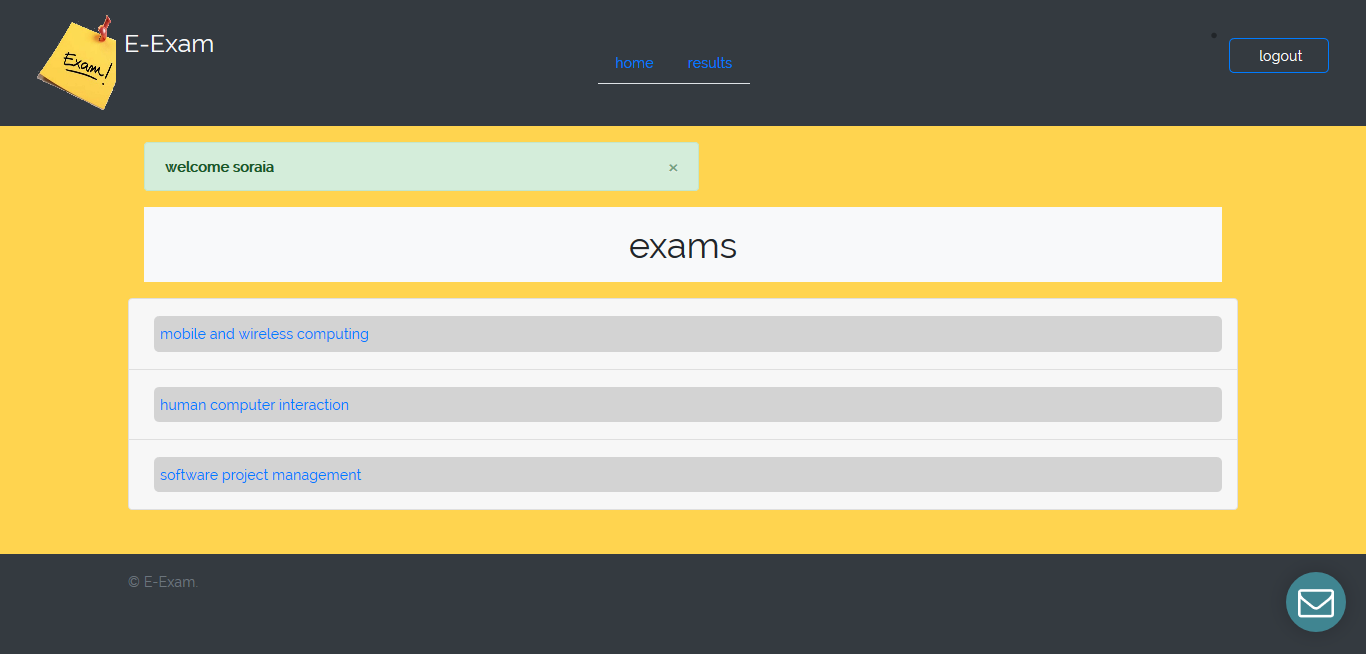 Exam!
E-Exam
home
results
logout
welcome soraia
×
exams
mobile and wireless computing
human computer interaction
software project management
© E-Exam.